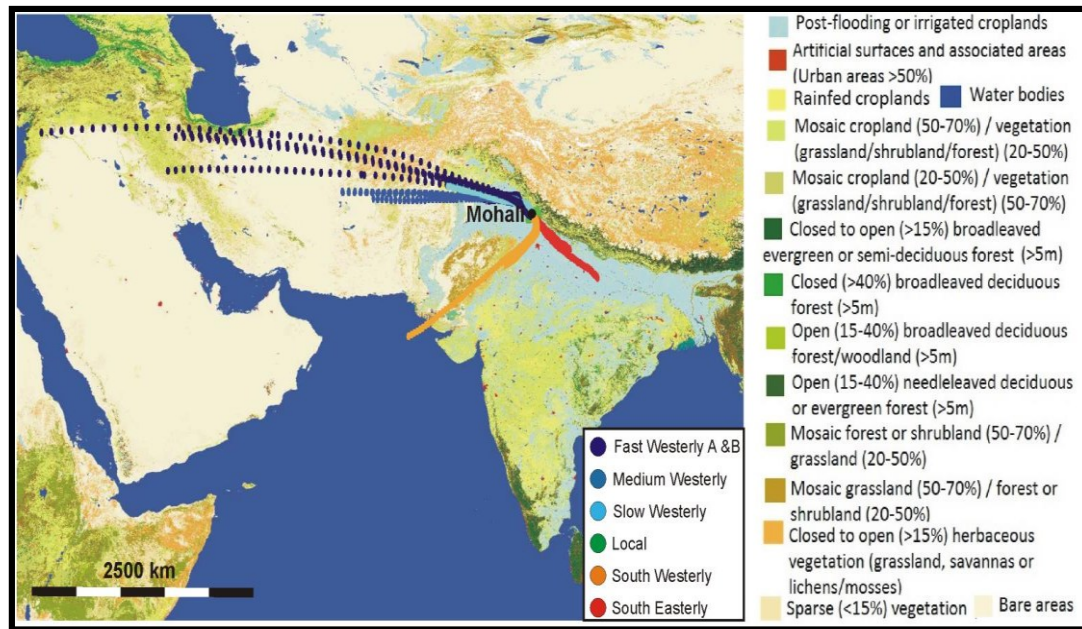 Mohali
2500 km
Fast Westerly A &B
Medium Westerly
Slow Westerly
Local
South Westerly
South Easterly
Post-flooding or irrigated croplands
Artificial surfaces and associated areas
(Urban areas >50%)
Rainfed croplands Water bodies
Mosaic cropland (50-70%) / vegetation
(grassland/shrubland/forest) (20-50%)
Mosaic cropland (20-50%) / vegetation
(grassland/shrubland/forest) (50-70%)
Closed to open (>15%) broadleaved
evergreen or semi-deciduous forest (>5m)
Closed (>40%) broadleaved deciduous
forest (>5m)
Open (15-40%) broadleaved deciduous
forest/woodland (>5m)
Open (15-40%) needleleaved deciduous
or evergreen forest (>5m)
Mosaic forest or shrubland (50-70%) /
grassland (20-50%)
Mosaic grassland (50-70%) / forest or
shrubland (20-50%)
Closed to open (>15%) herbaceous
vegetation (grassland, savannas or
lichens/mosses)
Sparse (<15%) vegetation Bare areas